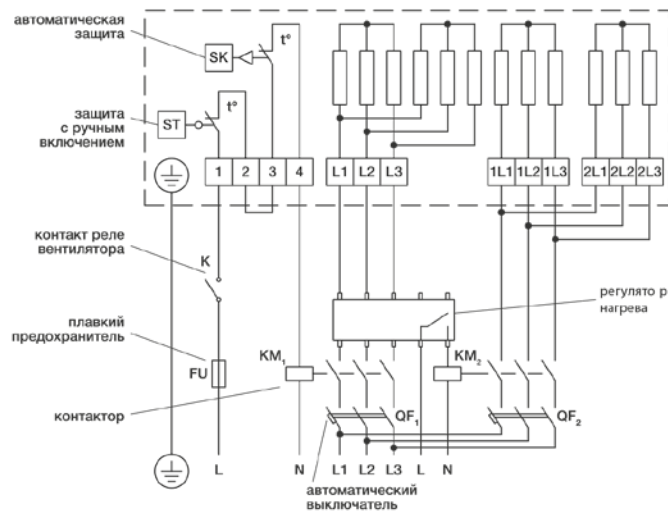 автоматическая
защита
SK
t°
защита
с ручным
включением
ST
t°
1 2 3 4 L1 L2 L3 1L1 1L2 1L3 2L1 2L2 2L3
контакт реле
вентилятора
K
регулято р
нагрева
плавкий
предохранитель
FU
KM1
KM2
контактор
QF1
QF2
L N L1 L2 L3 L N
автоматический
выключатель